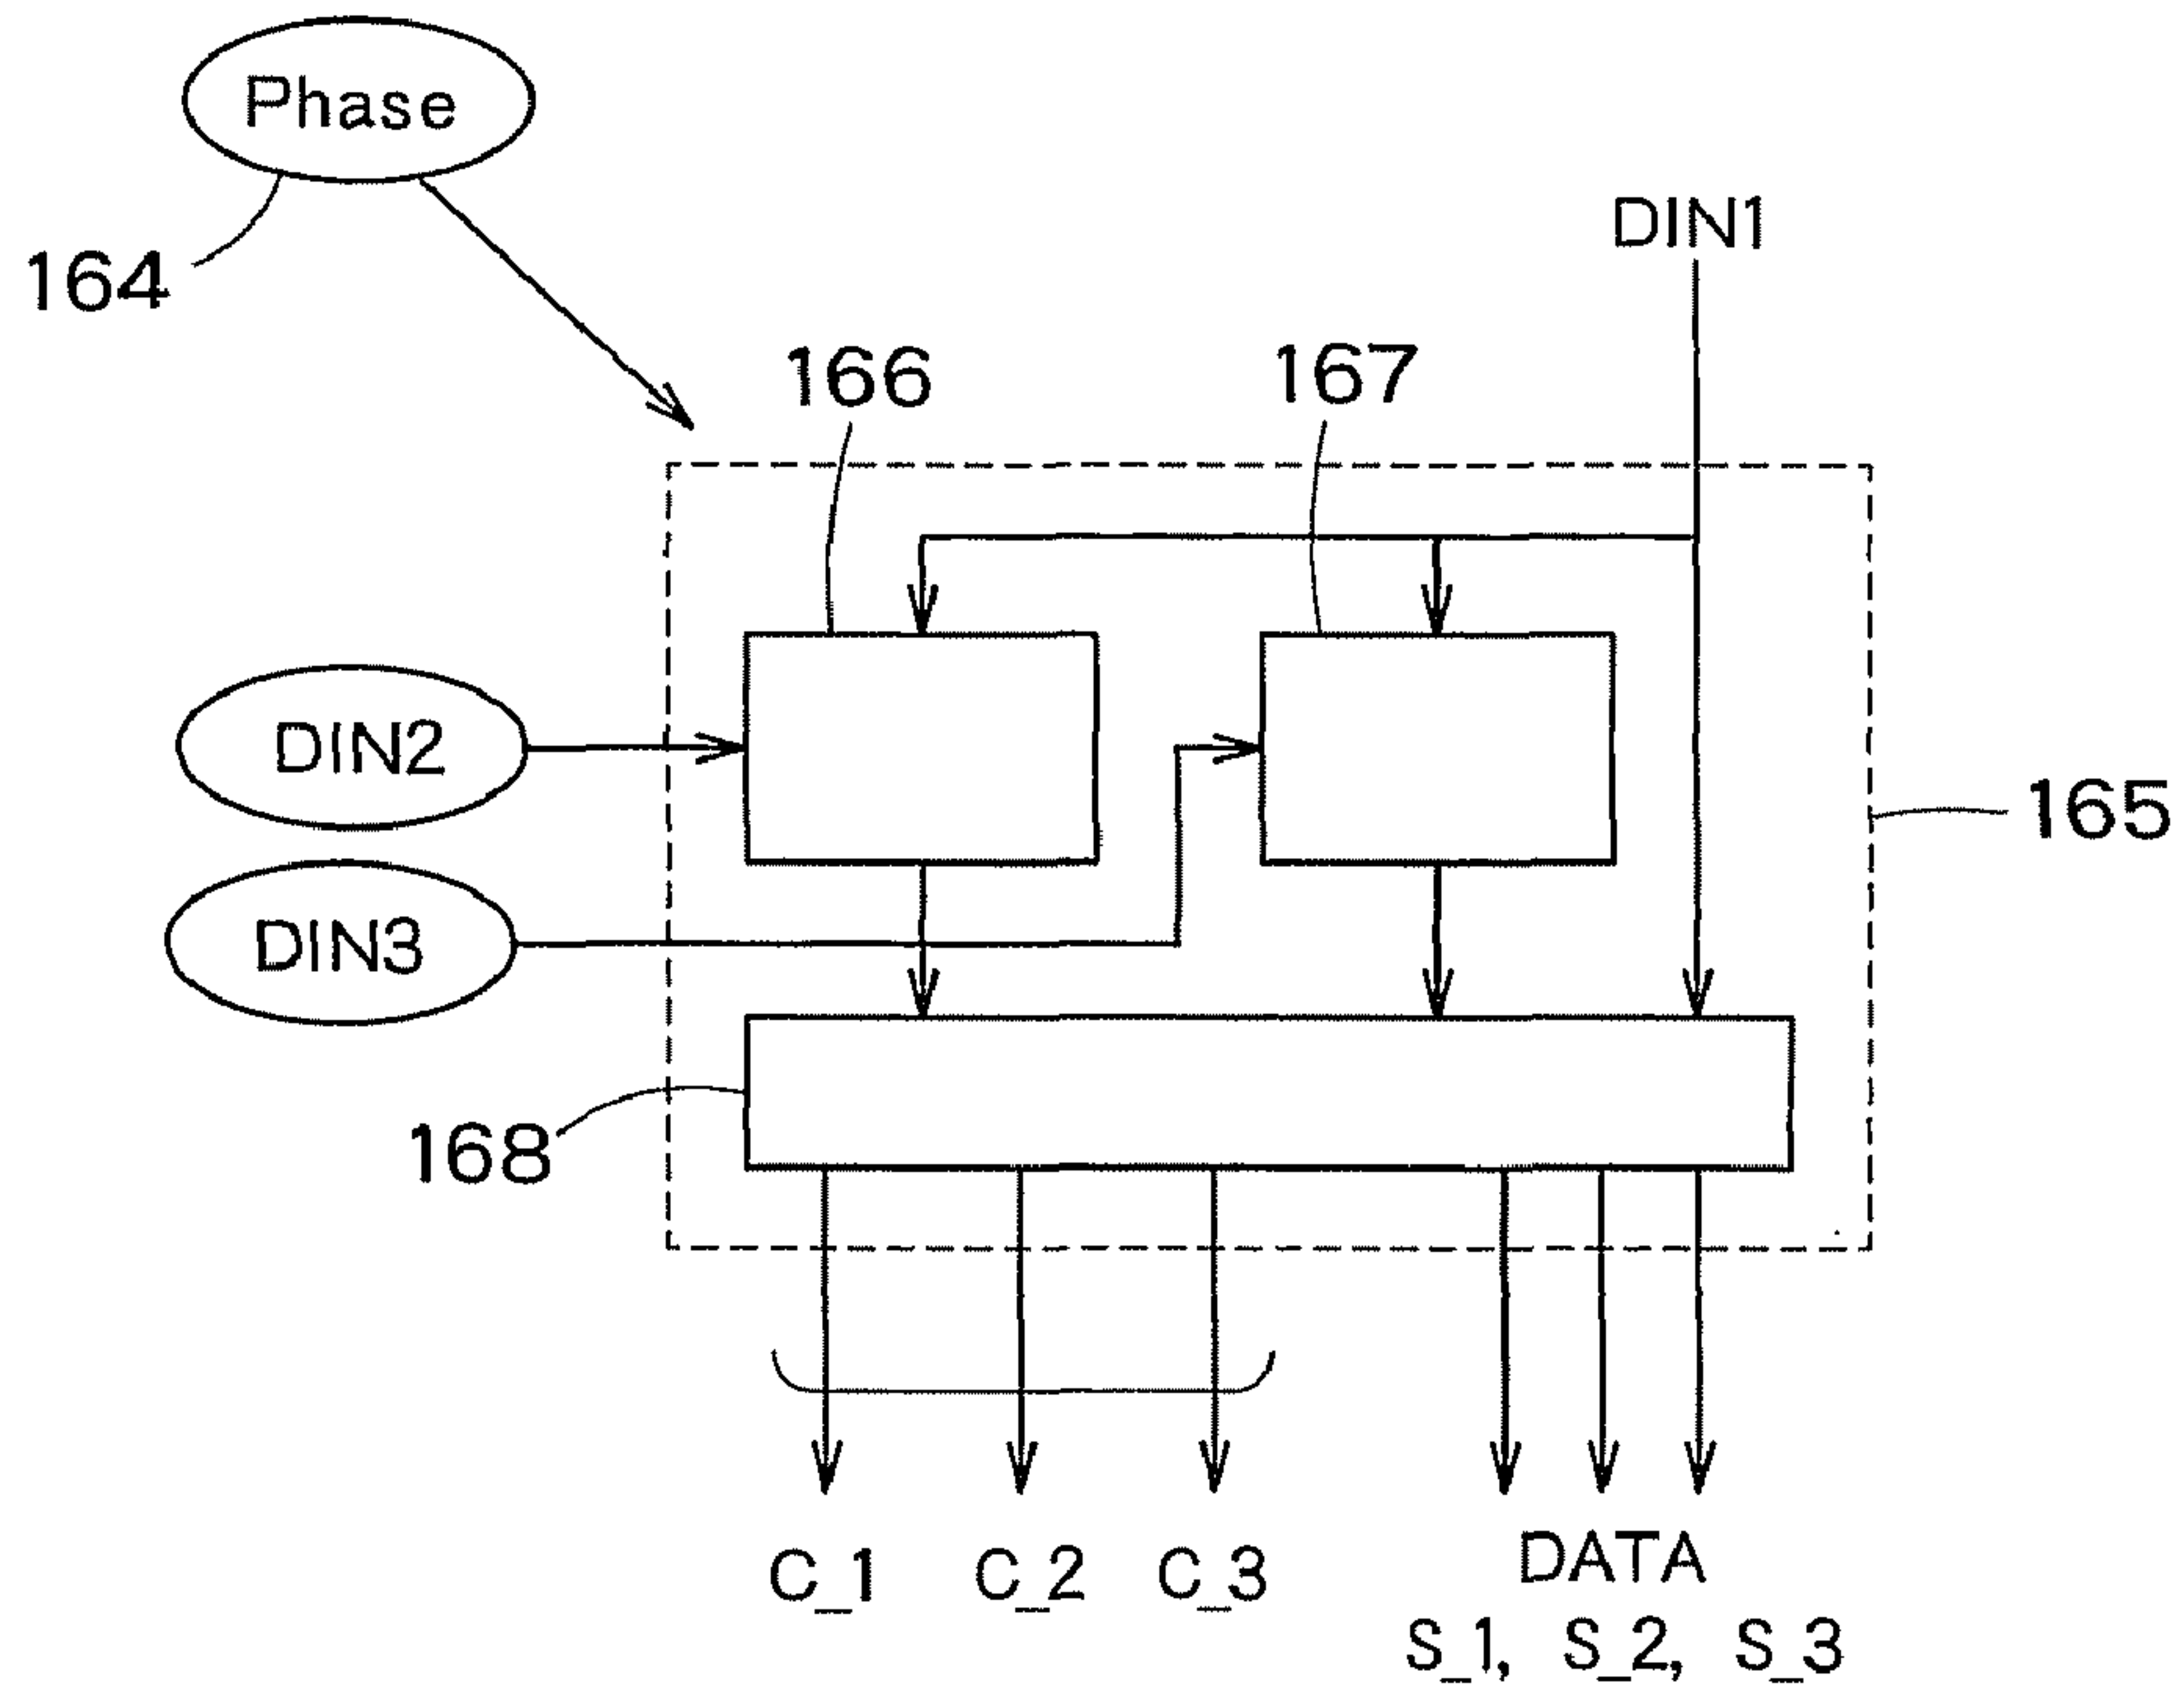 Phase
164
DIN1
166
167
DIN2
165
DIN3
168
C_1 C_2 C_3
DATA
S_1, S_2, S_3